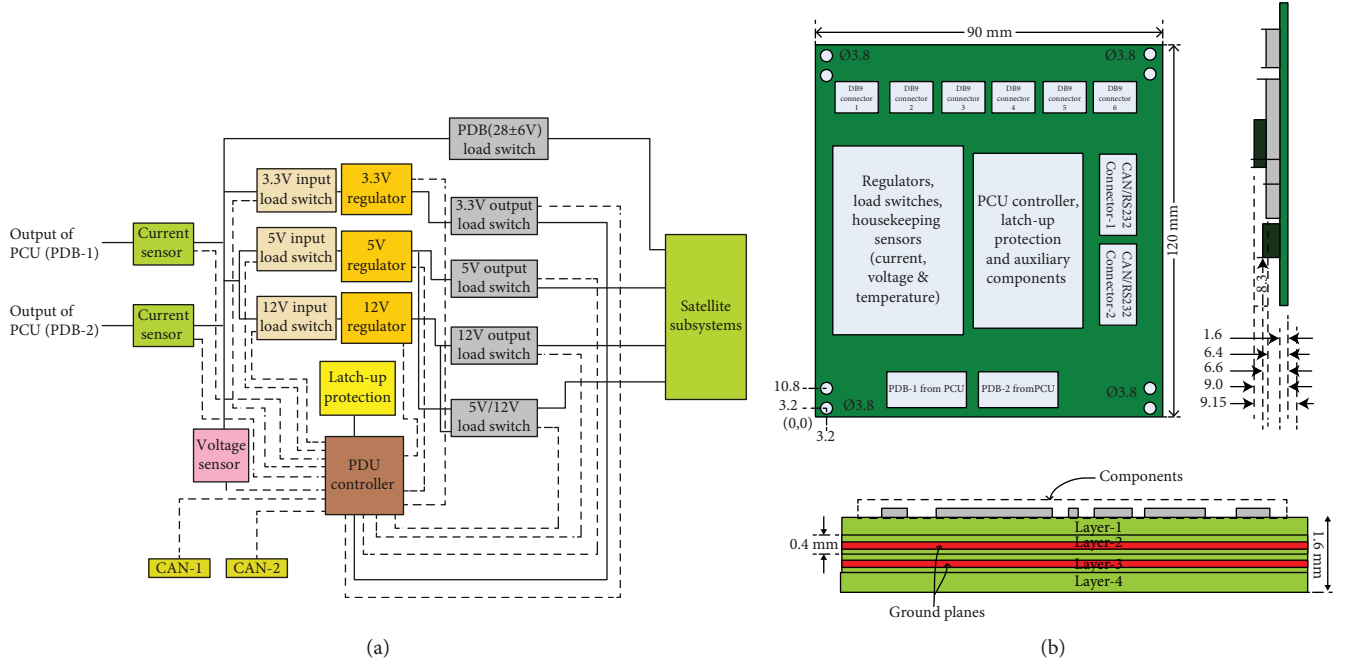 PDB(28±6V)
load switch
3.3V input
load switch
3.3V
regulator
3.3V output
load switch
Output of
PCU (PDB-1)
Current
sensor
5V input
load switch
5V
regulator
5V output
load switch
Output of
PCU (PDB-2)
Current
sensor
12V input
load switch
12V
regulator
12V output
load switch
Satellite
subsystems
Latch-up
protection
5V/12V
load switch
Voltage
sensor
PDU
controller
CAN-1
CAN-2
(a)
90 mm
Ø3.8
Ø3.8
DB9
connector
1
DB9
connector
2
DB9
connector
3
DB9
connector
4
DB9
connector
5
DB9
connector
6
Regulators,
load switches,
housekeeping
sensors
(current,
voltage &
temperature)
PCU controller,
latch-up
protection
and auxiliary
components
CAN/RS232
Connector-1
CAN/RS232
Connector-2
120 mm
PDB-1 from PCU
PDB-2 fromPCU
10.8
3.2
(0,0)
3.2
Ø3.8
Ø3.8
8.3
1.6
6.4
6.6
9.0
9.15
Components
Layer-1
Layer-2
Layer-3
Layer-4
0.4 mm
1.6 mm
Ground planes
(b)